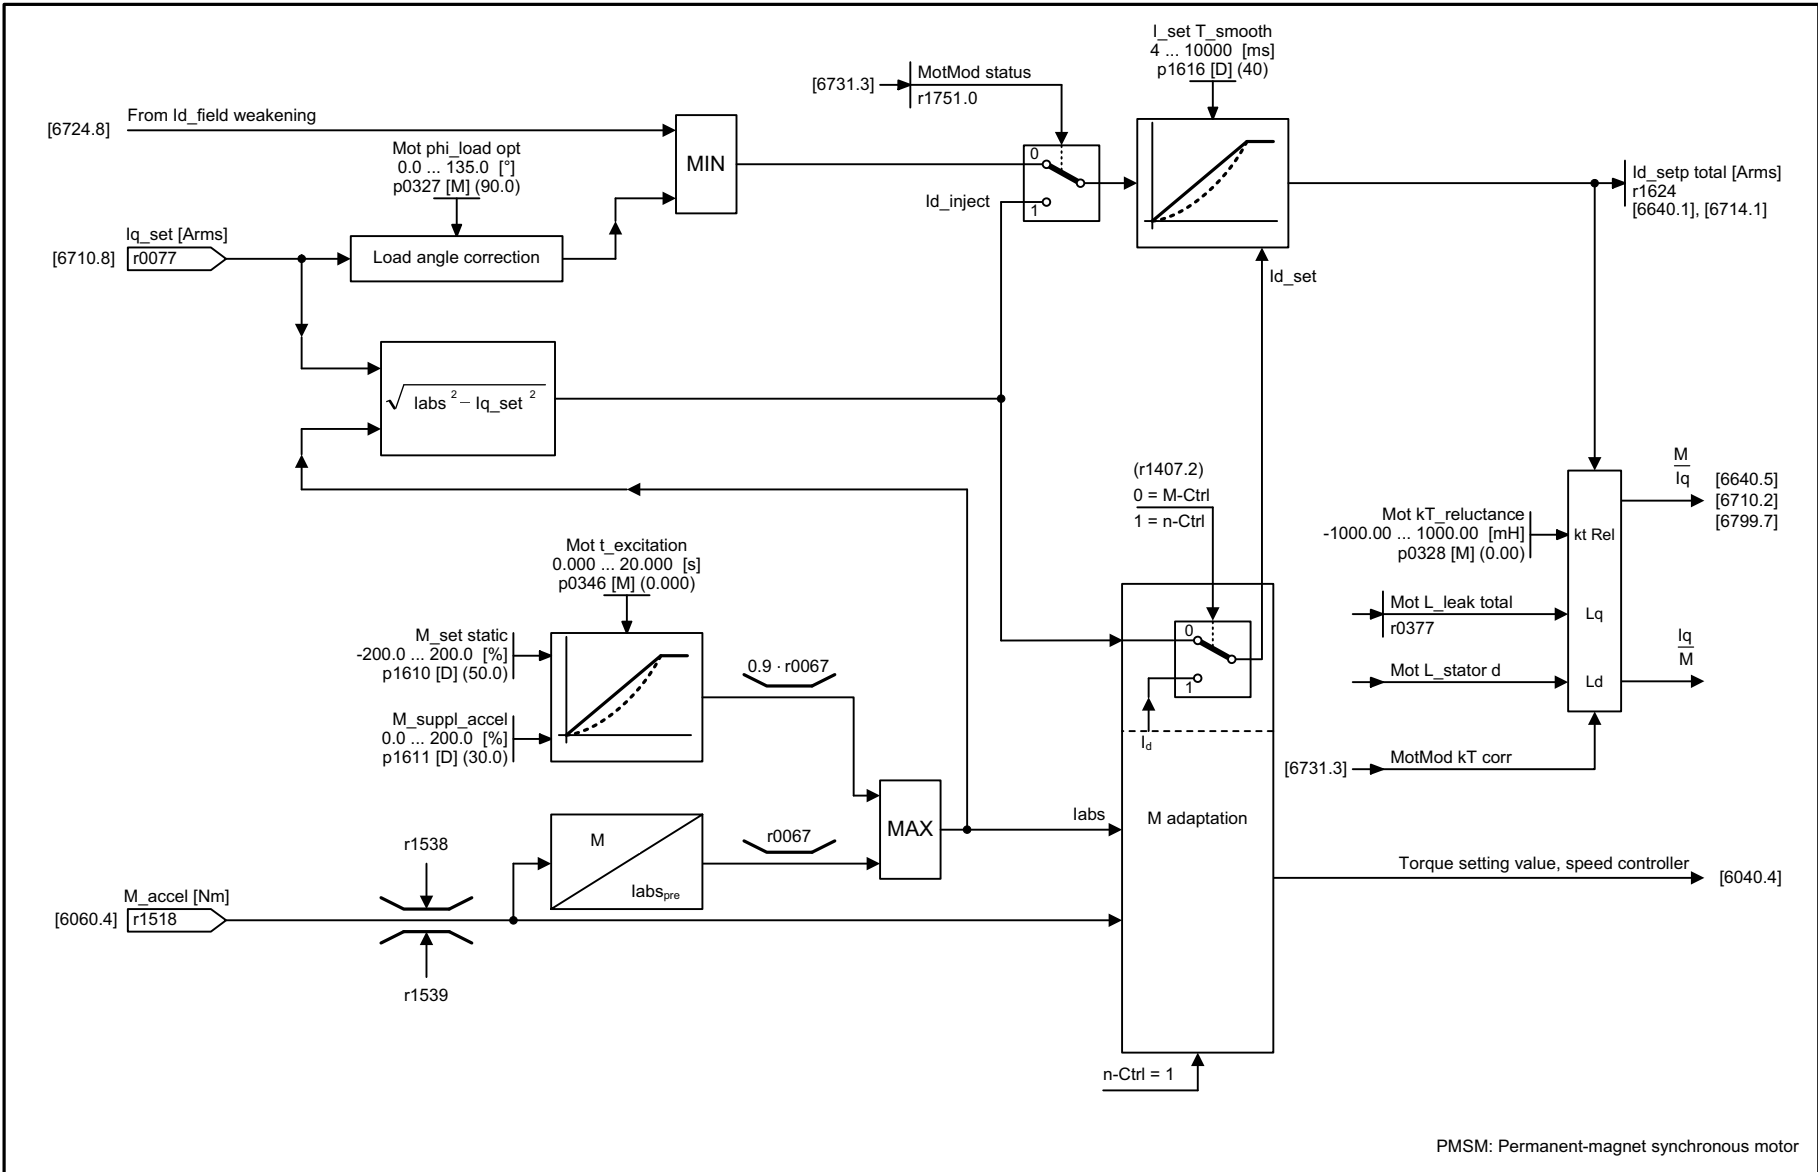 I_set T_smooth
4 ... 10000 [ms]
p1616 [D] (40)
[6731.3]
MotMod status
r1751.0
[6724.8]
From Id_field weakening
Mot phi_load opt
0.0 ... 135.0 [°]
p0327 [M] (90.0)
MIN
0
1
Id_inject
Id_setp total [Arms]
r1624
[6640.1], [6714.1]
Iq_set [Arms]
[6710.8]
r0077
Load angle correction
Id_set
√ Iabs ² – Iq_set ²
(r1407.2)
0 = M-Ctrl
1 = n-Ctrl
M
Iq
[6640.5]
[6710.2]
[6799.7]
Mot kT_reluctance
-1000.00 ... 1000.00 [mH]
p0328 [M] (0.00)
kt Rel
Mot t_excitation
0.000 ... 20.000 [s]
p0346 [M] (0.000)
Mot L_leak total
r0377
Lq
M_set static
-200.0 ... 200.0 [%]
p1610 [D] (50.0)
0.9 · r0067
0
1
Iq
M
Mot L_stator d
Ld
M_suppl_accel
0.0 ... 200.0 [%]
p1611 [D] (30.0)
Id
[6731.3]
MotMod kT corr
MAX
Iabs
M adaptation
r1538
M
Iabspre
r0067
Torque setting value, speed controller
[6040.4]
M_accel [Nm]
[6060.4]
r1518
r1539
n-Ctrl = 1
PMSM: Permanent-magnet synchronous motor